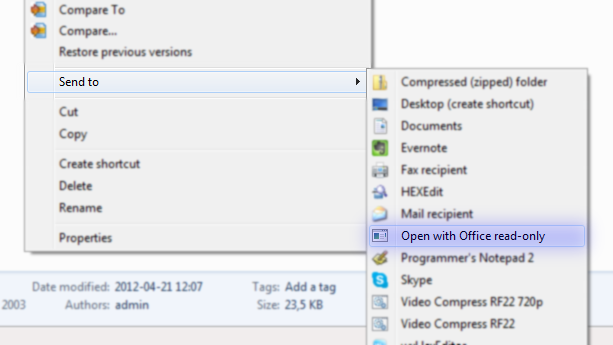 Compare To
Compare...
Restore previous versions
Send to
Cut
Copy
Create shortcut
Delete
Rename
Properties
Compressed (zipped) folder
Desktop (create shortcut)
Documents
Evernote
Fax recipient
HEXEdit
Mail recipient
Open with Office read-only
Programmer's Notepad 2
Skype
Video Compress RF22 720p
Video Compress RF22
Date modified: 2012-04-21 12:07 Tags: Add a tag
2003 Authors: admin Size: 23,5 KB